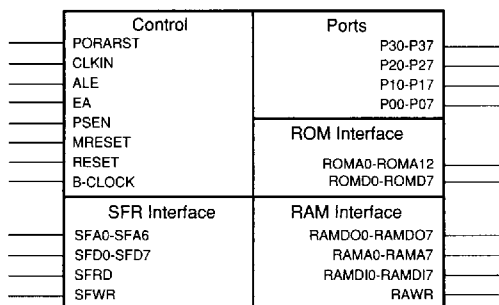 Control
PORARST
CLKIN
ALE
EA
PSEN
MRESET
RESET
B-CLOCK
Ports
P30-P37
P20-P27
P10-P17
P00-P07
ROM Interface
ROMA0-ROMA12
ROMD0-ROMD7
SFR Interface
SFA0-SFA6
SFD0-SFD7
SFRD
SFWR
RAM Interface
RAMDO0-RAMDO7
RAMA0-RAMA7
RAMDI0-RAMDI7
RAWR